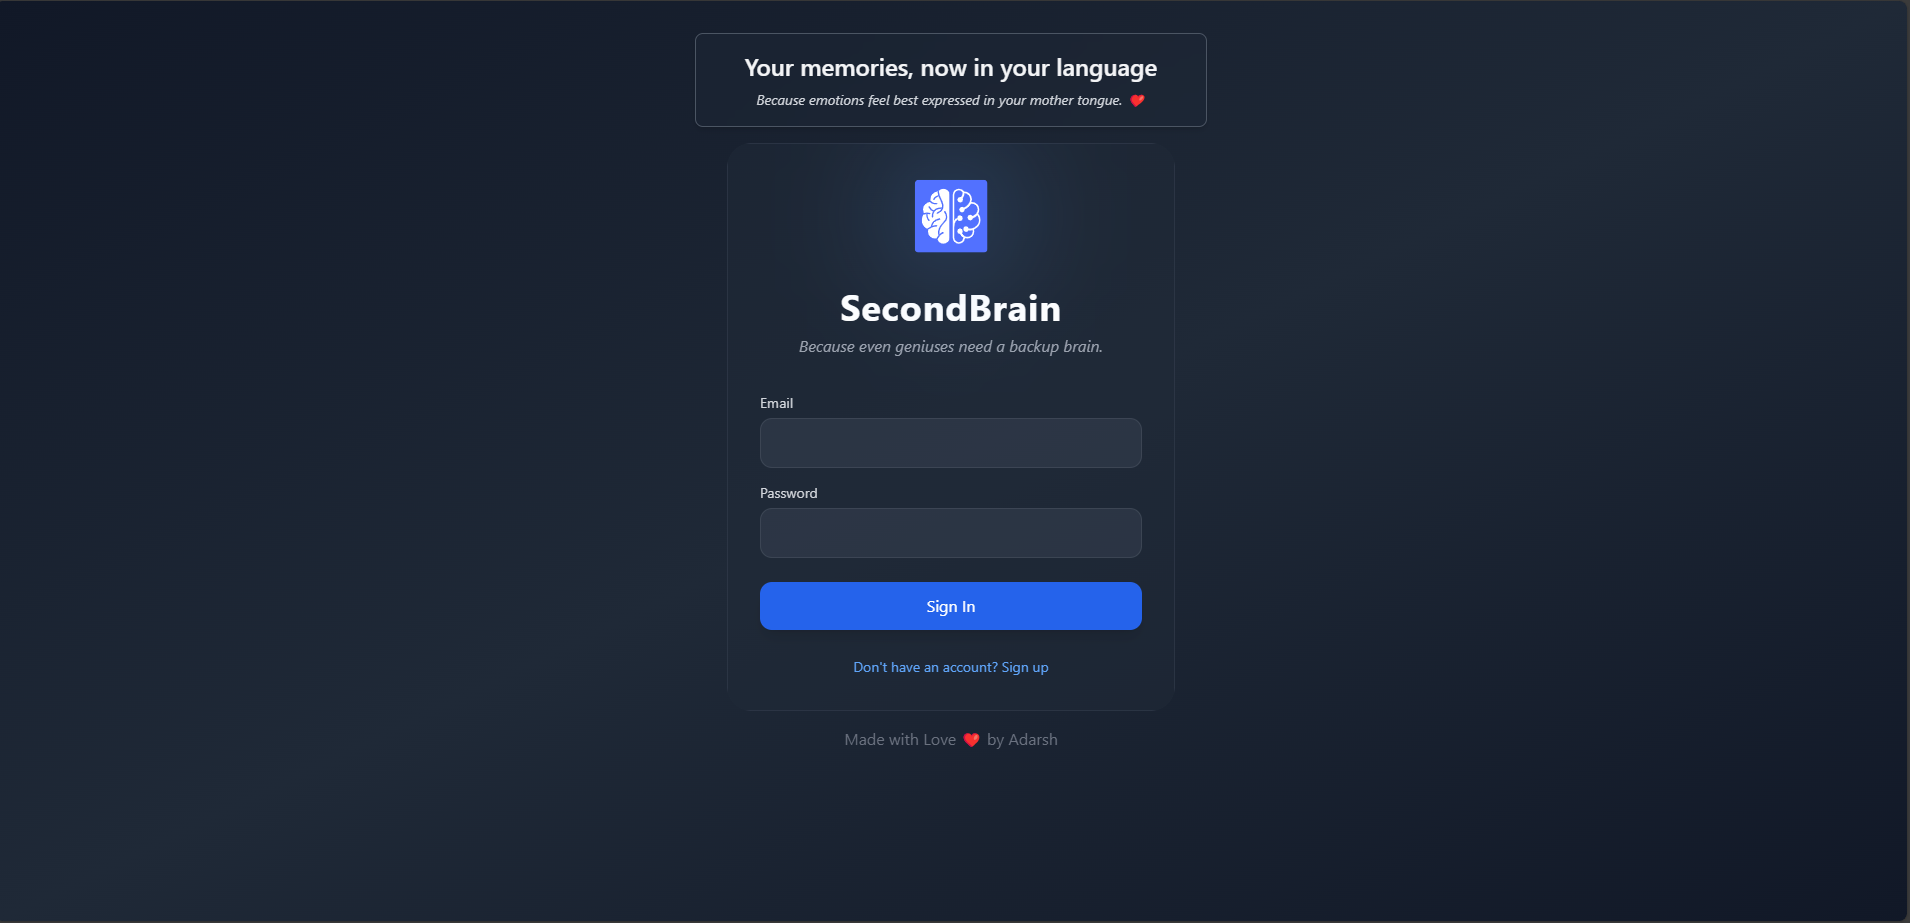 Your memories, now in your language
Because emotions feel best expressed in your mother tongue. ❤️
SecondBrain
Because even geniuses need a backup brain.
Email
Password
Sign In
Don't have an account? Sign up
Made with Love ❤️ by Adarsh